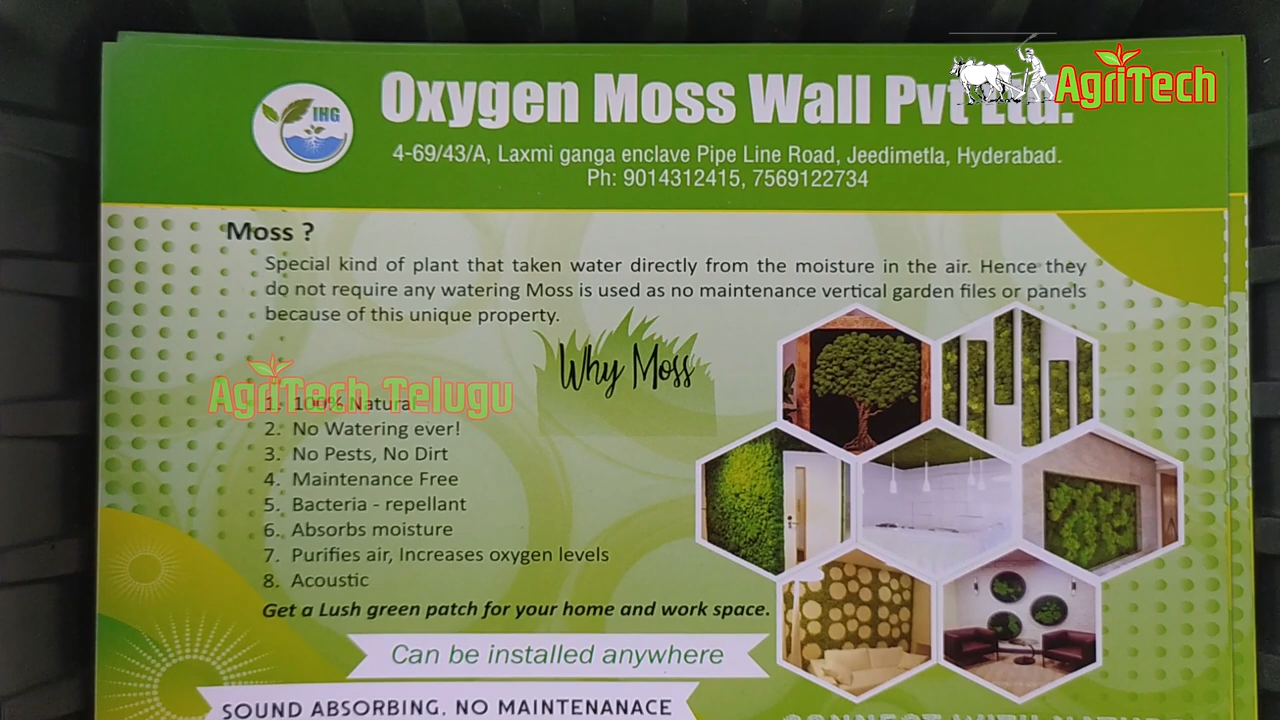 Oxygen Moss Wall Pvt Ltd.
AgriTech
IHG
4-69/43/A, Laxmi ganga enclave Pipe Line Road, Jeedimetla, Hyderabad.
Ph: 9014312415, 7569122734
Moss ?
Special kind of plant that taken water directly from the moisture in the air. Hence they
do not require any watering Moss is used as no maintenance vertical garden files or panels
because of this unique property.
Why Moss
AgriTech Telugu
1. 100% Natural
2. No Watering ever!
3. No Pests, No Dirt
4. Maintenance Free
5. Bacteria - repellant
6. Absorbs moisture
7. Purifies air, Increases oxygen levels
8. Acoustic
Get a Lush green patch for your home and work space.
Can be installed anywhere
SOUND ABSORBING, NO MAINTENANACE